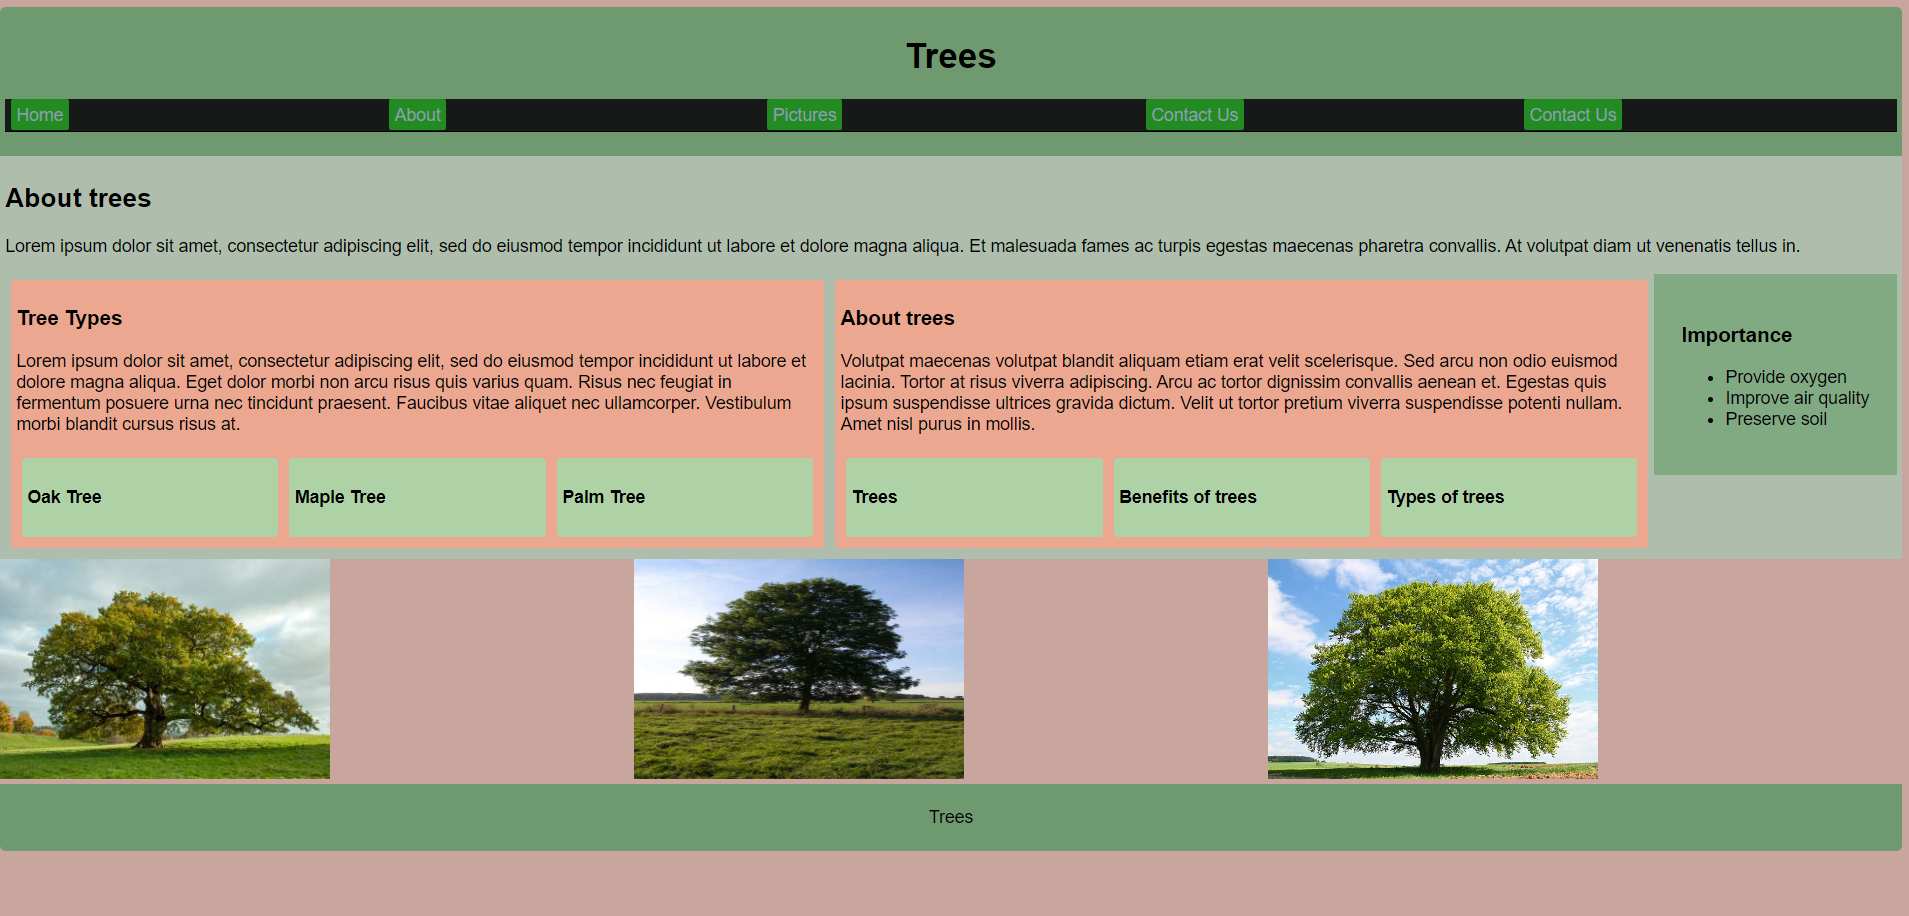 Trees
Home About Pictures Contact Us Contact Us
About trees
Lorem ipsum dolor sit amet, consectetur adipiscing elit, sed do eiusmod tempor incididunt ut labore et dolore magna aliqua. Et malesuada fames ac turpis egestas maecenas pharetra convallis. At volutpat diam ut venenatis tellus in.
Tree Types
Lorem ipsum dolor sit amet, consectetur adipiscing elit, sed do eiusmod tempor incididunt ut labore et
dolore magna aliqua. Eget dolor morbi non arcu risus quis varius quam. Risus nec feugiat in
fermentum posuere urna nec tincidunt praesent. Faucibus vitae aliquet nec ullamcorper. Vestibulum
morbi blandit cursus risus at.
Oak Tree Maple Tree Palm Tree
About trees
Volutpat maecenas volutpat blandit aliquam etiam erat velit scelerisque. Sed arcu non odio euismod
lacinia. Tortor at risus viverra adipiscing. Arcu ac tortor dignissim convallis aenean et. Egestas quis
ipsum suspendisse ultrices gravida dictum. Velit ut tortor pretium viverra suspendisse potenti nullam.
Amet nisl purus in mollis.
Trees Benefits of trees Types of trees
Importance
• Provide oxygen
• Improve air quality
• Preserve soil
Trees